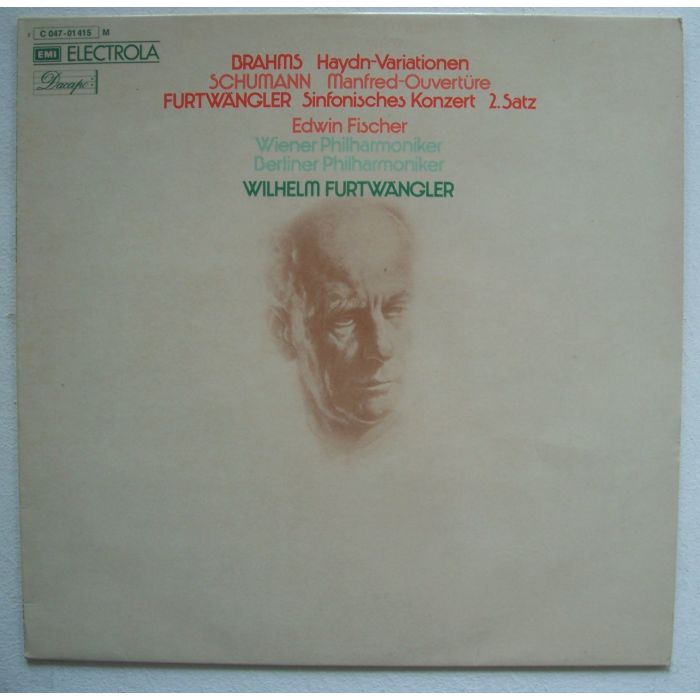 1 C 047-01 415 M
EMI ELECTROLA
Dacapo
BRAHMS Haydn-Variationen
SCHUMANN Manfred-Ouvertüre
FURTWÄNGLER Sinfonisches Konzert 2. Satz
Edwin Fischer
Wiener Philharmoniker
Berliner Philharmoniker
WILHELM FURTWÄNGLER